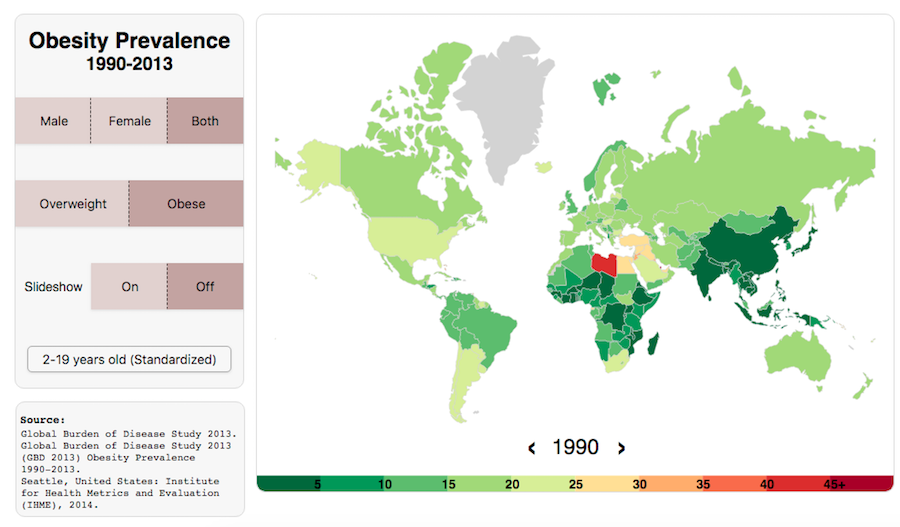 Obesity Prevalence
1990-2013
Male Female Both
Overweight Obese
Slideshow On Off
2-19 years old (Standardized)
Source:
Global Burden of Disease Study 2013.
Global Burden of Disease Study 2013
(GBD 2013) Obesity Prevalence
1990-2013.
Seattle, United States: Institute
for Health Metrics and Evaluation
(IHME), 2014.
‹ 1990 ›
5 10 15 20 25 30 35 40 45+